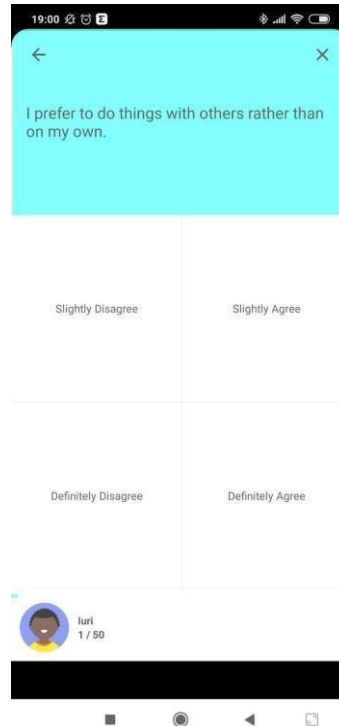 19:00
I prefer to do things with others rather than
on my own.
Slightly Disagree
Slightly Agree
Definitely Disagree
Definitely Agree
Iuri
1 / 50